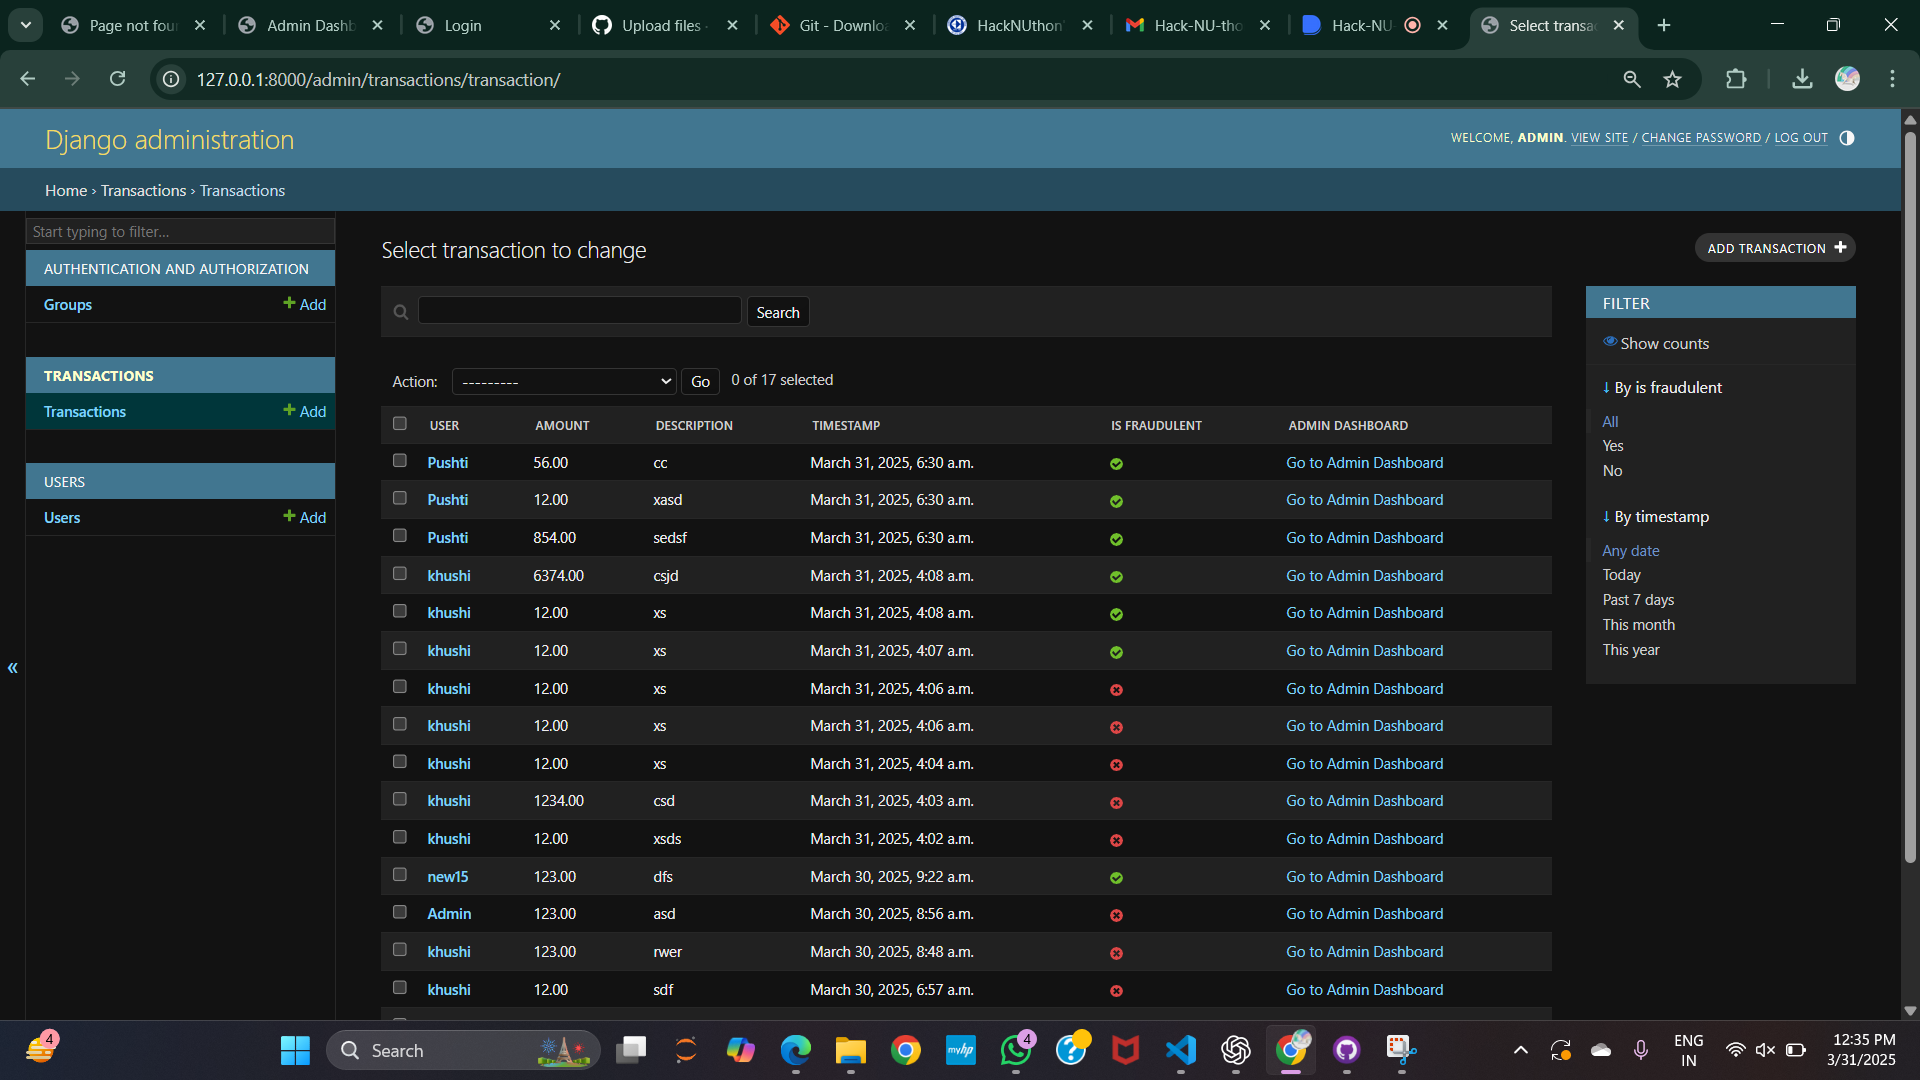 Page not fou
Admin Dashb
Login
Upload files ·
Git - Downlo
HackNUthon
Hack-NU-tho
Hack-NU-
Select transa
127.0.0.1:8000/admin/transactions/transaction/
Django administration
WELCOME, ADMIN. VIEW SITE / CHANGE PASSWORD / LOG OUT
Home › Transactions › Transactions
Start typing to filter...
AUTHENTICATION AND AUTHORIZATION
Groups + Add
TRANSACTIONS
Transactions + Add
USERS
Users + Add
«
Select transaction to change
ADD TRANSACTION +
Search
Action: --------- Go 0 of 17 selected
USER AMOUNT DESCRIPTION TIMESTAMP IS FRAUDULENT ADMIN DASHBOARD
Pushti 56.00 cc March 31, 2025, 6:30 a.m. Go to Admin Dashboard
Pushti 12.00 xasd March 31, 2025, 6:30 a.m. Go to Admin Dashboard
Pushti 854.00 sedsf March 31, 2025, 6:30 a.m. Go to Admin Dashboard
khushi 6374.00 csjd March 31, 2025, 4:08 a.m. Go to Admin Dashboard
khushi 12.00 xs March 31, 2025, 4:08 a.m. Go to Admin Dashboard
khushi 12.00 xs March 31, 2025, 4:07 a.m. Go to Admin Dashboard
khushi 12.00 xs March 31, 2025, 4:06 a.m. Go to Admin Dashboard
khushi 12.00 xs March 31, 2025, 4:06 a.m. Go to Admin Dashboard
khushi 12.00 xs March 31, 2025, 4:04 a.m. Go to Admin Dashboard
khushi 1234.00 csd March 31, 2025, 4:03 a.m. Go to Admin Dashboard
khushi 12.00 xsds March 31, 2025, 4:02 a.m. Go to Admin Dashboard
new15 123.00 dfs March 30, 2025, 9:22 a.m. Go to Admin Dashboard
Admin 123.00 asd March 30, 2025, 8:56 a.m. Go to Admin Dashboard
khushi 123.00 rwer March 30, 2025, 8:48 a.m. Go to Admin Dashboard
khushi 12.00 sdf March 30, 2025, 6:57 a.m. Go to Admin Dashboard
FILTER
Show counts
↓ By is fraudulent
All
Yes
No
↓ By timestamp
Any date
Today
Past 7 days
This month
This year
4
Search
myhp
4
ENG
IN
12:35 PM
3/31/2025